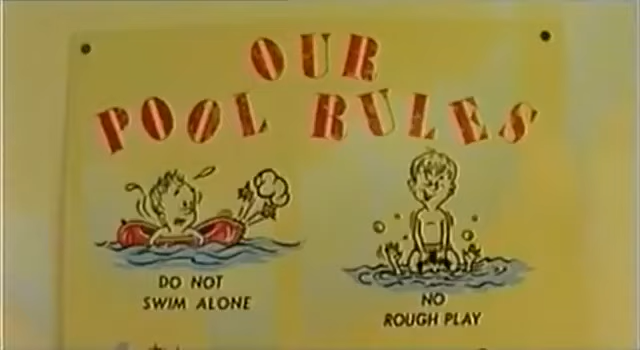 OUR
POOL RULES
DO NOT
SWIM ALONE
NO
ROUGH PLAY